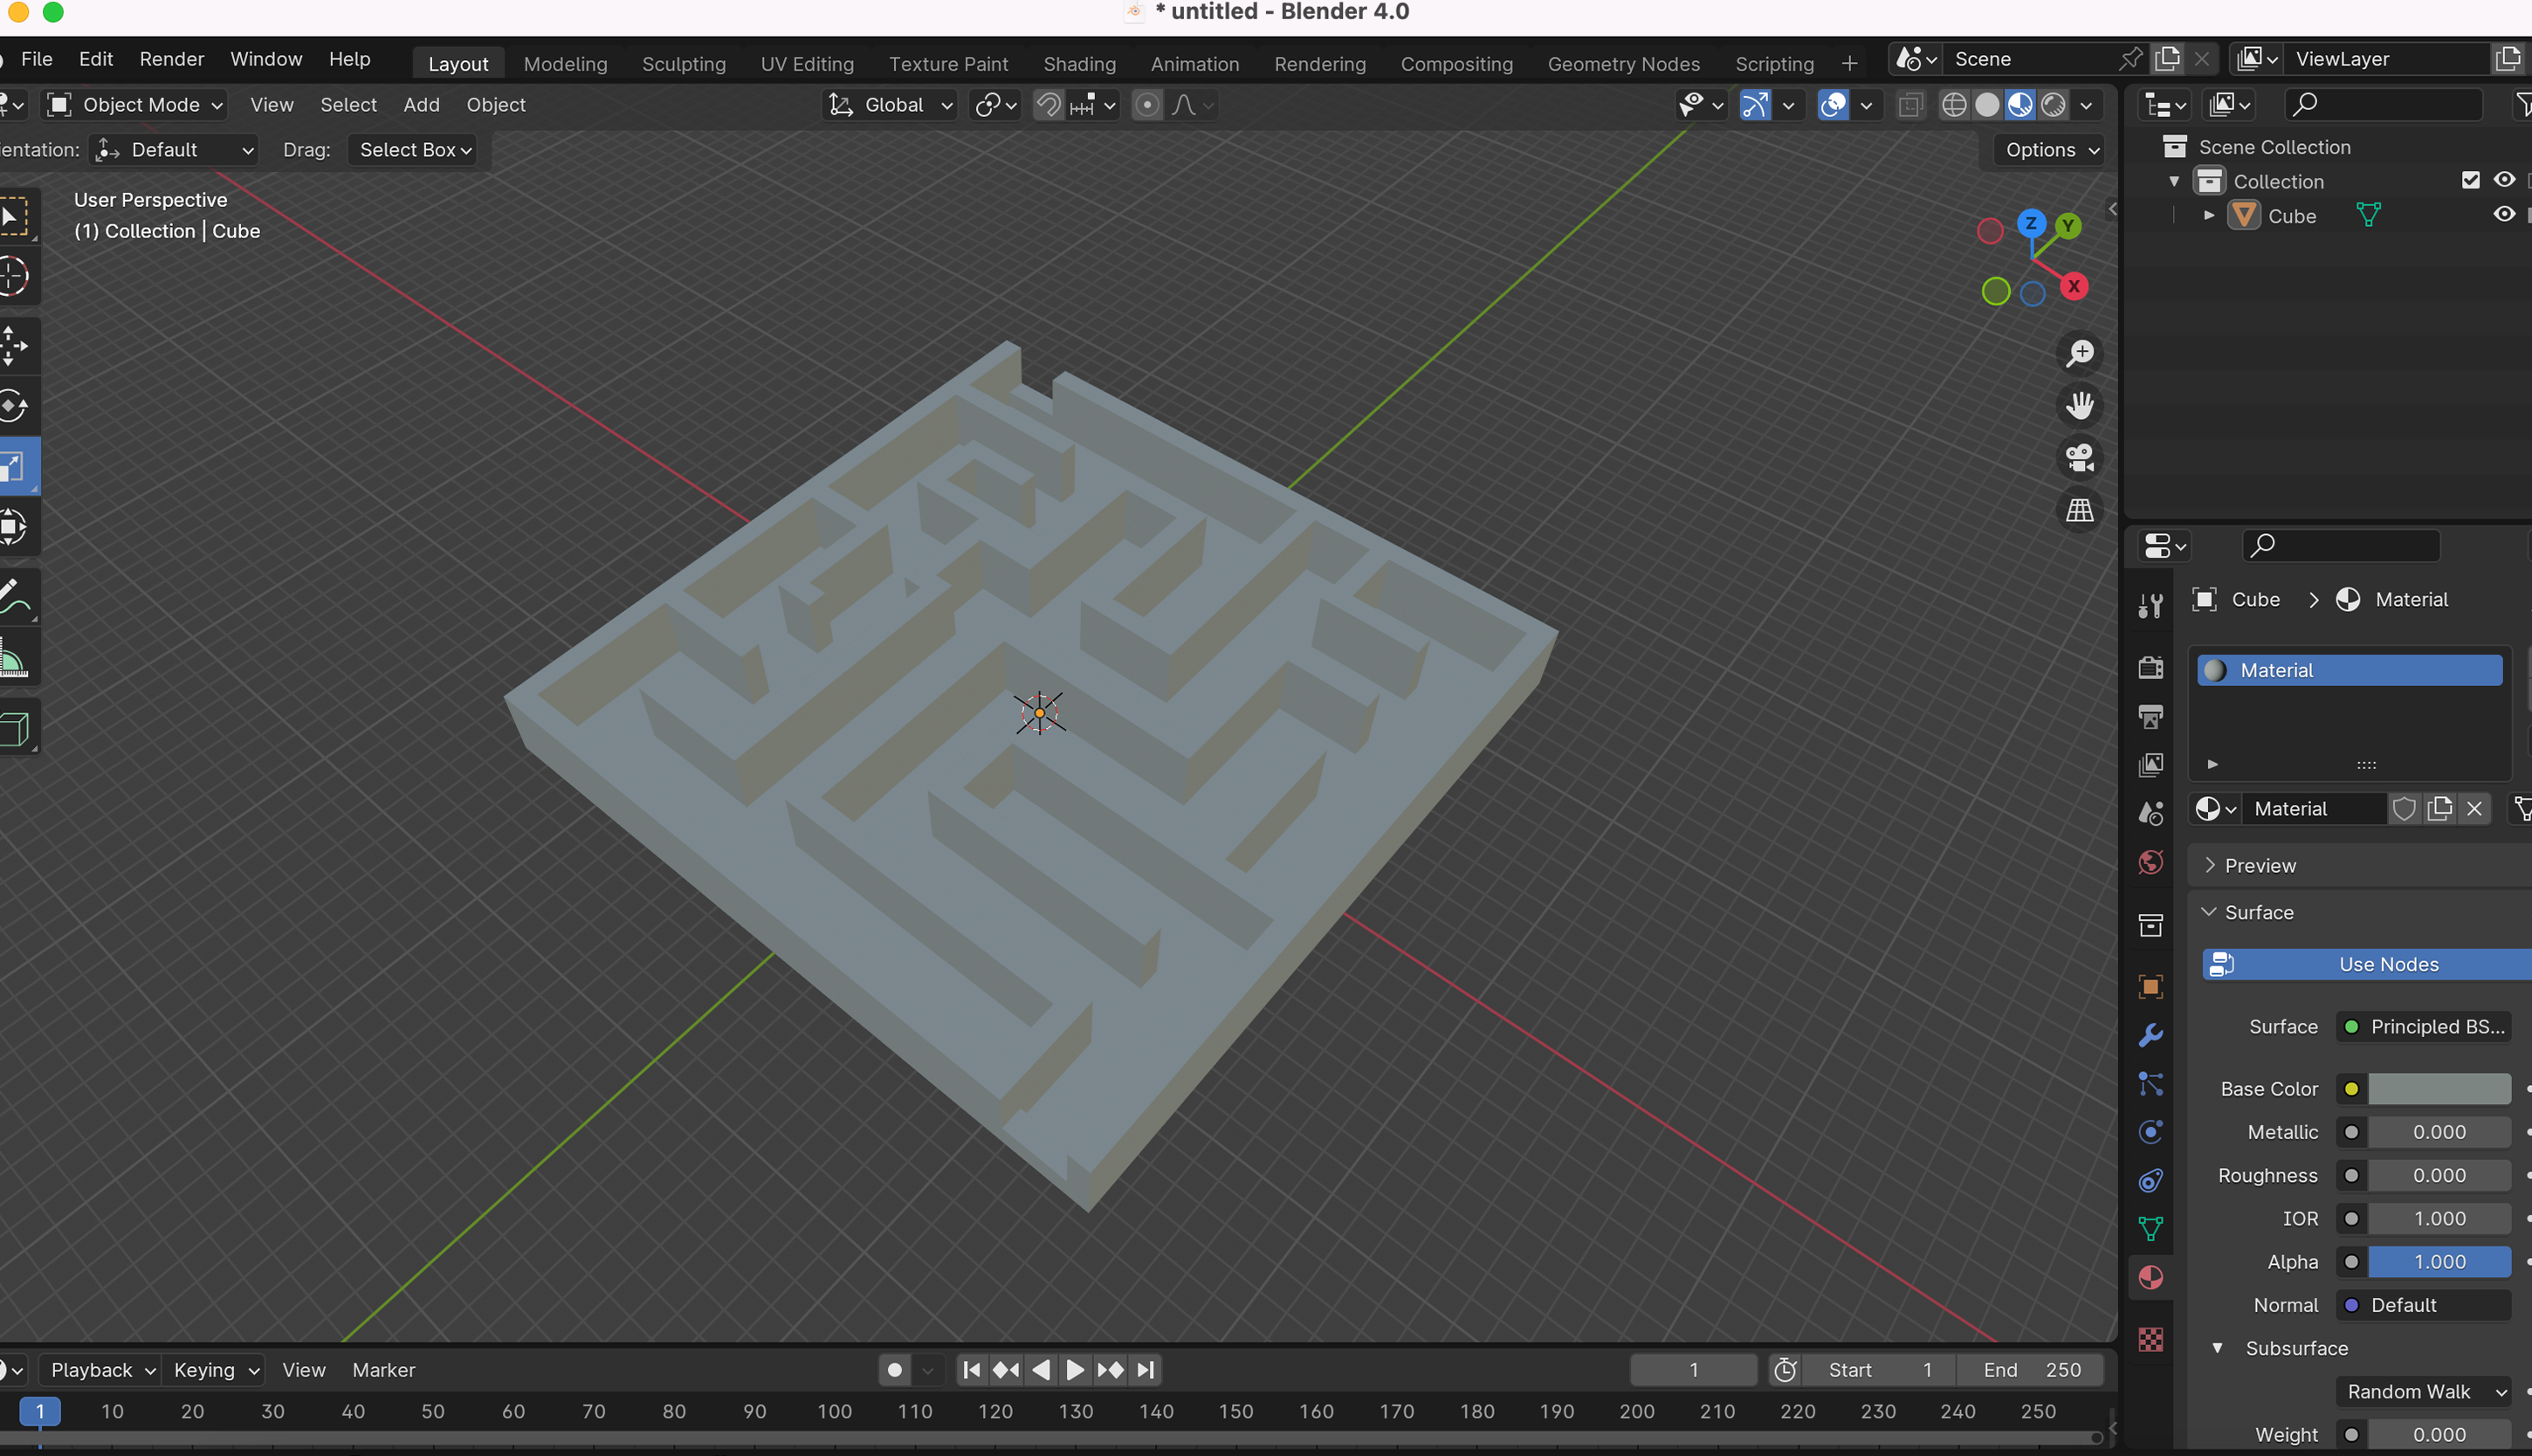 * untitled - Blender 4.0
File Edit Render Window Help Layout Modeling Sculpting UV Editing Texture Paint Shading Animation Rendering Compositing Geometry Nodes Scripting + Scene ViewLayer
Object Mode View Select Add Object Global
entation: Default Drag: Select Box Options
User Perspective
(1) Collection | Cube
Z Y
X
Scene Collection
Collection
Cube
Cube > Material
Material
Material
Preview
Surface
Use Nodes
Surface Principled BS...
Base Color
Metallic 0.000
Roughness 0.000
IOR 1.000
Alpha 1.000
Normal Default
Subsurface
Random Walk
Weight 0.000
Playback Keying View Marker 1 Start 1 End 250
1 10 20 30 40 50 60 70 80 90 100 110 120 130 140 150 160 170 180 190 200 210 220 230 240 250